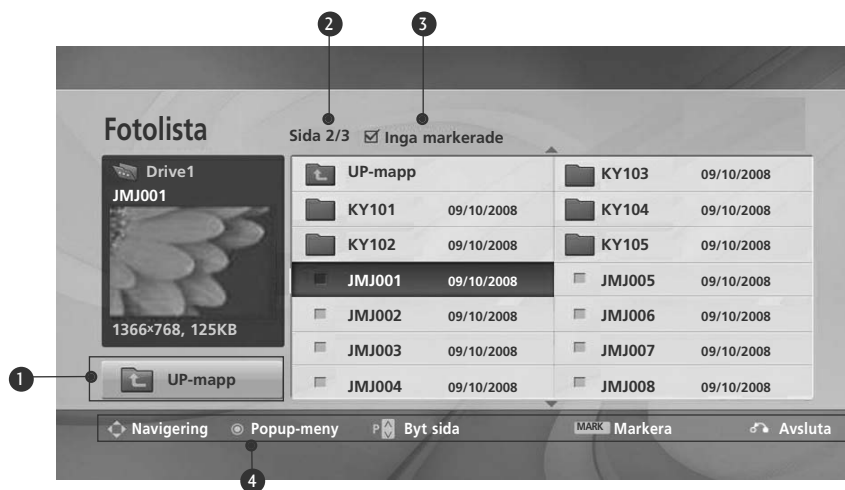 2 3
Fotolista
Sida 2/3 Inga markerade
Drive1
JMJ001
1366×768, 125KB
UP-mapp
KY101 09/10/2008
KY102 09/10/2008
JMJ001 09/10/2008
JMJ002 09/10/2008
JMJ003 09/10/2008
JMJ004 09/10/2008
KY103 09/10/2008
KY104 09/10/2008
KY105 09/10/2008
JMJ005 09/10/2008
JMJ006 09/10/2008
JMJ007 09/10/2008
JMJ008 09/10/2008
1 UP-mapp
Navigering Popup-meny P Byt sida MARK Markera Avsluta
4